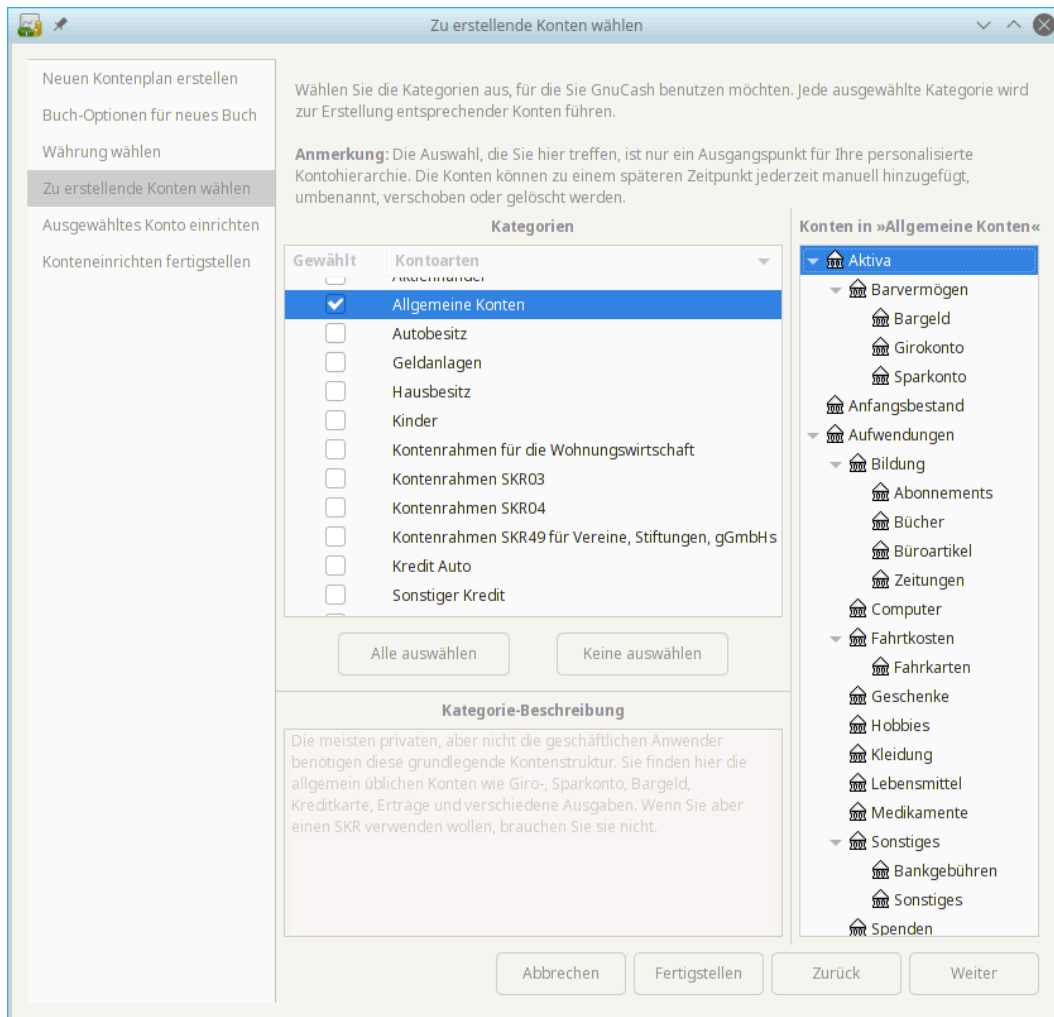 Zu erstellende Konten wählen
Neuen Kontenplan erstellen
Buch-Optionen für neues Buch
Währung wählen
Zu erstellende Konten wählen
Ausgewähltes Konto einrichten
Konteneinrichten fertigstellen
Wählen Sie die Kategorien aus, für die Sie GnuCash benutzen möchten. Jede ausgewählte Kategorie wird
zur Erstellung entsprechender Konten führen.
Anmerkung: Die Auswahl, die Sie hier treffen, ist nur ein Ausgangspunkt für Ihre personalisierte
Kontohierarchie. Die Konten können zu einem späteren Zeitpunkt jederzeit manuell hinzugefügt,
umbenannt, verschoben oder gelöscht werden.
Kategorien
Gewählt Kontoarten
Allgemeine Konten
Autobesitz
Geldanlagen
Hausbesitz
Kinder
Kontenrahmen für die Wohnungswirtschaft
Kontenrahmen SKR03
Kontenrahmen SKR04
Kontenrahmen SKR49 für Vereine, Stiftungen, gGmbHs
Kredit Auto
Sonstiger Kredit
Alle auswählen
Keine auswählen
Kategorie-Beschreibung
Die meisten privaten, aber nicht die geschäftlichen Anwender
benötigen diese grundlegende Kontenstruktur. Sie finden hier die
allgemein üblichen Konten wie Giro-, Sparkonto, Bargeld,
Kreditkarte, Erträge und verschiedene Ausgaben. Wenn Sie aber
einen SKR verwenden wollen, brauchen Sie sie nicht.
Konten in »Allgemeine Konten«
Aktiva
Barvermögen
Bargeld
Girokonto
Sparkonto
Anfangsbestand
Aufwendungen
Bildung
Abonnements
Bücher
Büroartikel
Zeitungen
Computer
Fahrtkosten
Fahrkarten
Geschenke
Hobbies
Kleidung
Lebensmittel
Medikamente
Sonstiges
Bankgebühren
Sonstiges
Spenden
Abbrechen
Fertigstellen
Zurück
Weiter